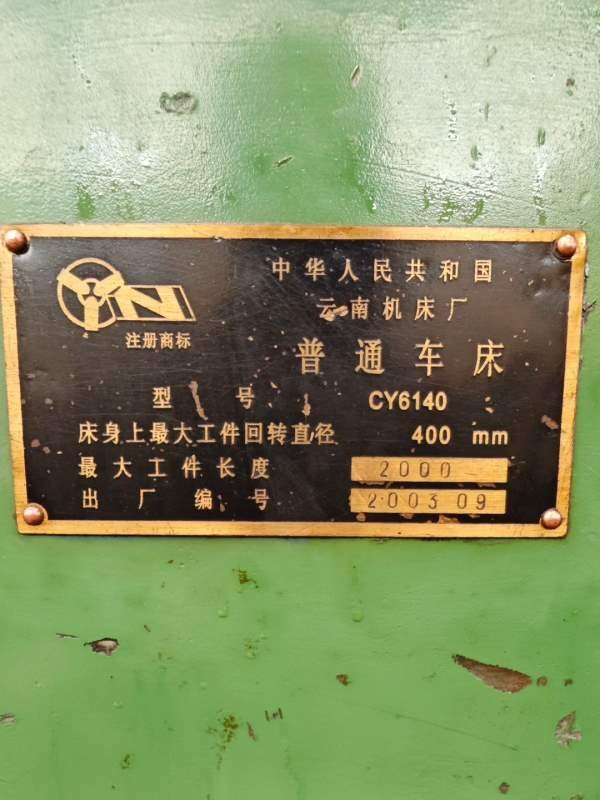 中华人民共和国
云南机床厂
注册商标
普通车床
型号 CY6140
床身上最大工件回转直径 400 mm
最大工件长度 2000
出厂编号 200309